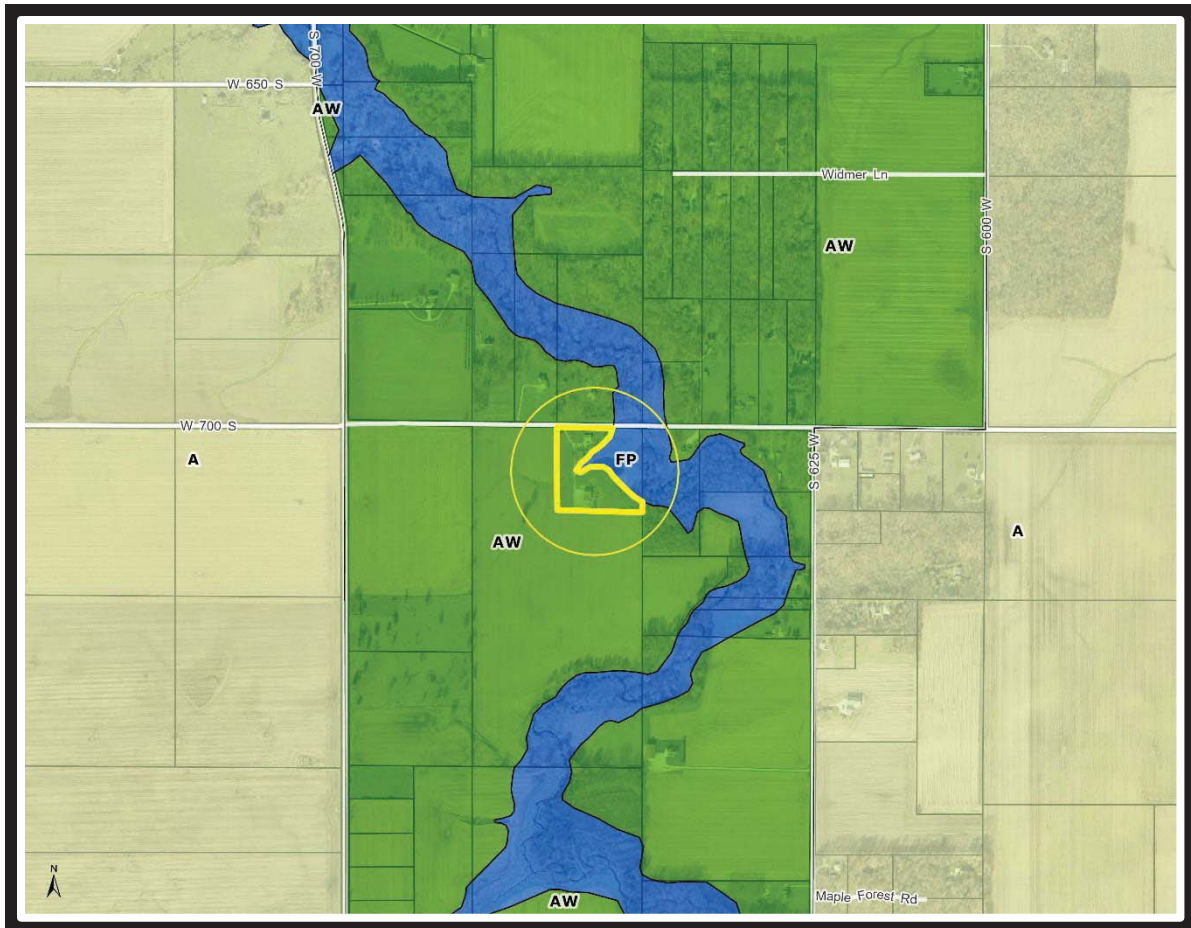 S 700 W
W 650 S
AW
Widmer Ln
AW
S 600 W
W 700 S
A
FP
S 625 W
AW
A
N
Maple Forest Rd
AW